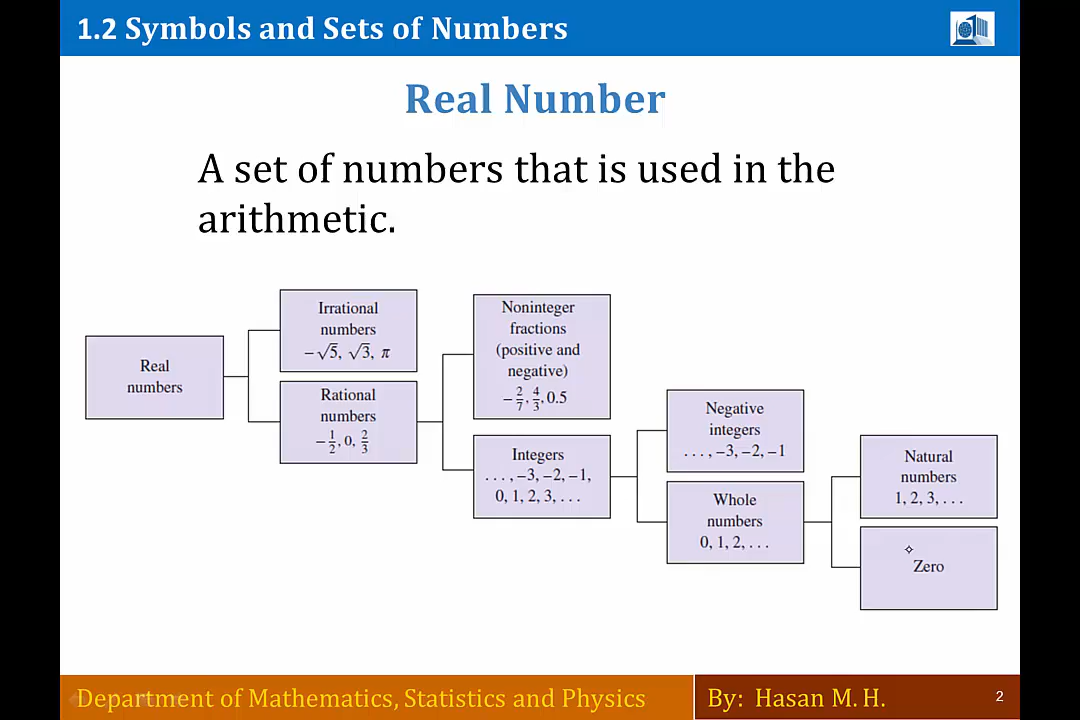 1.2 Symbols and Sets of Numbers
Real Number
A set of numbers that is used in the
arithmetic.
Real
numbers
Irrational
numbers
−√5, √3, π
Rational
numbers
−1/2, 0, 2/3
Noninteger
fractions
(positive and
negative)
−2/7, 4/3, 0.5
Integers
. . . , −3, −2, −1,
0, 1, 2, 3, . . .
Negative
integers
. . . , −3, −2, −1
Whole
numbers
0, 1, 2, . . .
Natural
numbers
1, 2, 3, . . .
Zero
Department of Mathematics, Statistics and Physics
By: Hasan M. H.
2